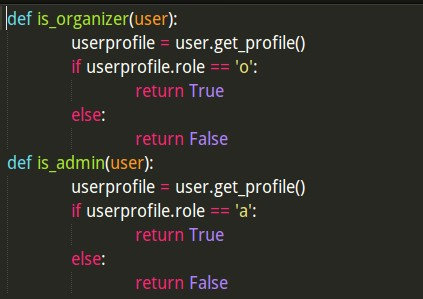 def is_organizer(user):
        userprofile = user.get_profile()
        if userprofile.role == 'o':
                return True
        else:
                return False
def is_admin(user):
        userprofile = user.get_profile()
        if userprofile.role == 'a':
                return True
        else:
                return False